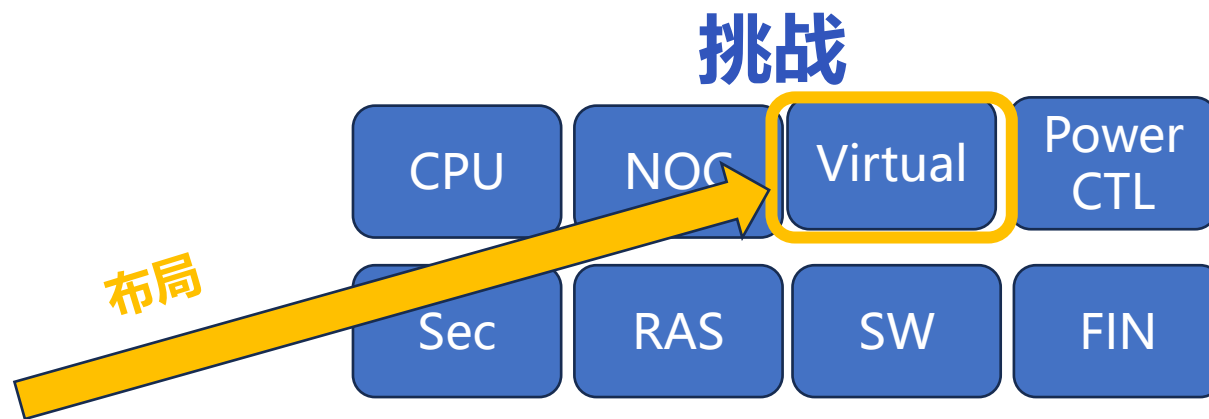 挑战
CPU
NOC
Virtual
Power
CTL
布局
Sec
RAS
SW
FIN